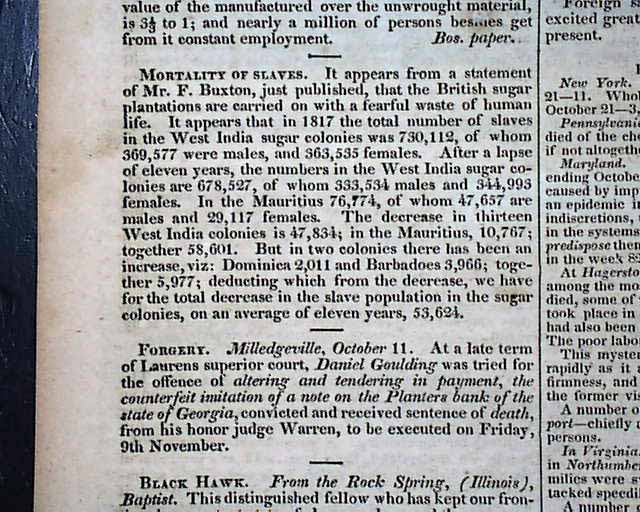 value of the manufactured over the unwrought material,
is 3½ to 1; and nearly a million of persons besides get
from it constant employment. Bos. paper.
MORTALITY OF SLAVES. It appears from a statement
of Mr. F. Buxton, just published, that the British sugar
plantations are carried on with a fearful waste of human
life. It appears that in 1817 the total number of slaves
in the West India sugar colonies was 730,112, of whom
369,577 were males, and 363,535 females. After a lapse
of eleven years, the numbers in the West India sugar co-
lonies are 678,527, of whom 333,534 males and 344,993
females. In the Mauritius 76,774, of whom 47,657 are
males and 29,117 females. The decrease in thirteen
West India colonies is 47,834; in the Mauritius, 10,767;
together 58,601. But in two colonies there has been an
increase, viz: Dominica 2,011 and Barbadoes 3,966; toge-
ther 5,977; deducting which from the decrease, we have
for the total decrease in the slave population in the sugar
colonies, on an average of eleven years, 53,624.
FORGERY. Milledgeville, October 11. At a late term
of Laurens superior court, Daniel Goulding was tried for
the offence of altering and tendering in payment, the
counterfeit imitation of a note on the Planters bank of the
state of Georgia, convicted and received sentence of death,
from his honor judge Warren, to be executed on Friday,
9th November.
BLACK HAWK. From the Rock Spring, (Illinois),
Baptist. This distinguished fellow who has kept our fron-
Foreign
excited great
present.
New York.
21—11. Whol
October 21—3,
Pennsylvania
died of the cho
if not altogethe
Maryland.
ending Octobe
caused by imp
an epidemic in
indiscretions,
in the systems
predispose then
in the week 82
At Hagersto
among the mo
died, some of
took place in
had also been
The poor labo
This myster
rapidly as it a
firmness, and
the former vis
A number o
port—chiefly a
persons.
In Virginia.
in Northumber
milies were s
tacked speedil
A number